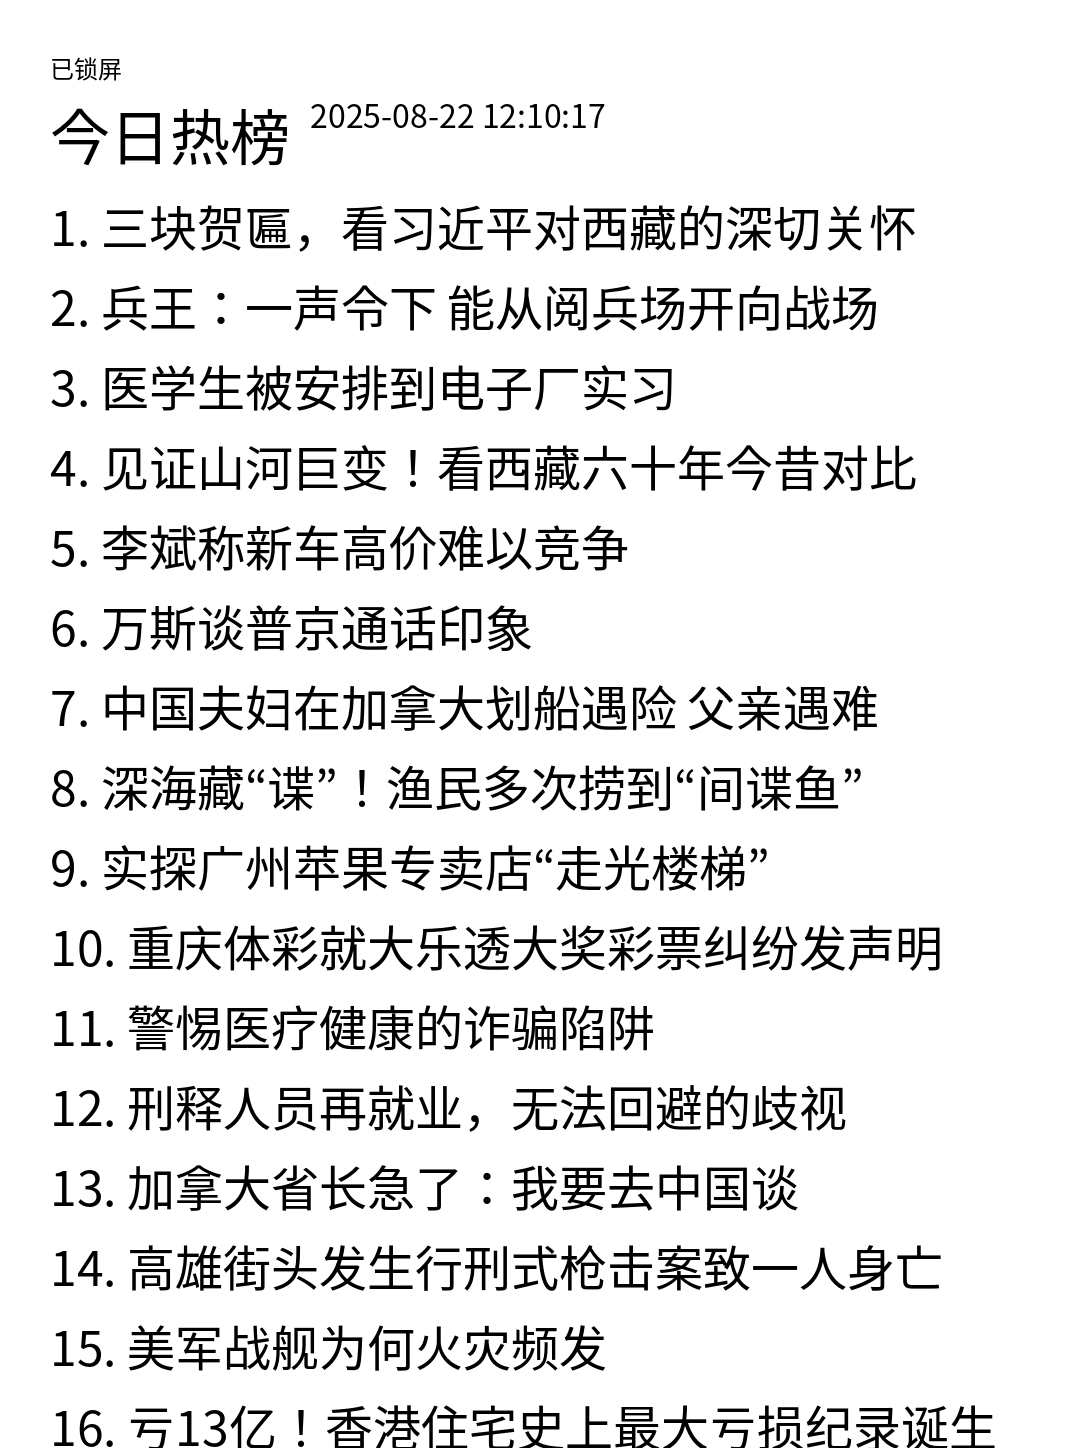 已锁屏
今日热榜 2025-08-22 12:10:17
1. 三块贺匾，看习近平对西藏的深切关怀
2. 兵王：一声令下 能从阅兵场开向战场
3. 医学生被安排到电子厂实习
4. 见证山河巨变！看西藏六十年今昔对比
5. 李斌称新车高价难以竞争
6. 万斯谈普京通话印象
7. 中国夫妇在加拿大划船遇险 父亲遇难
8. 深海藏“谍”！渔民多次捞到“间谍鱼”
9. 实探广州苹果专卖店“走光楼梯”
10. 重庆体彩就大乐透大奖彩票纠纷发声明
11. 警惕医疗健康的诈骗陷阱
12. 刑释人员再就业，无法回避的歧视
13. 加拿大省长急了：我要去中国谈
14. 高雄街头发生行刑式枪击案致一人身亡
15. 美军战舰为何火灾频发
16. 亏13亿！香港住宅史上最大亏损纪录诞生